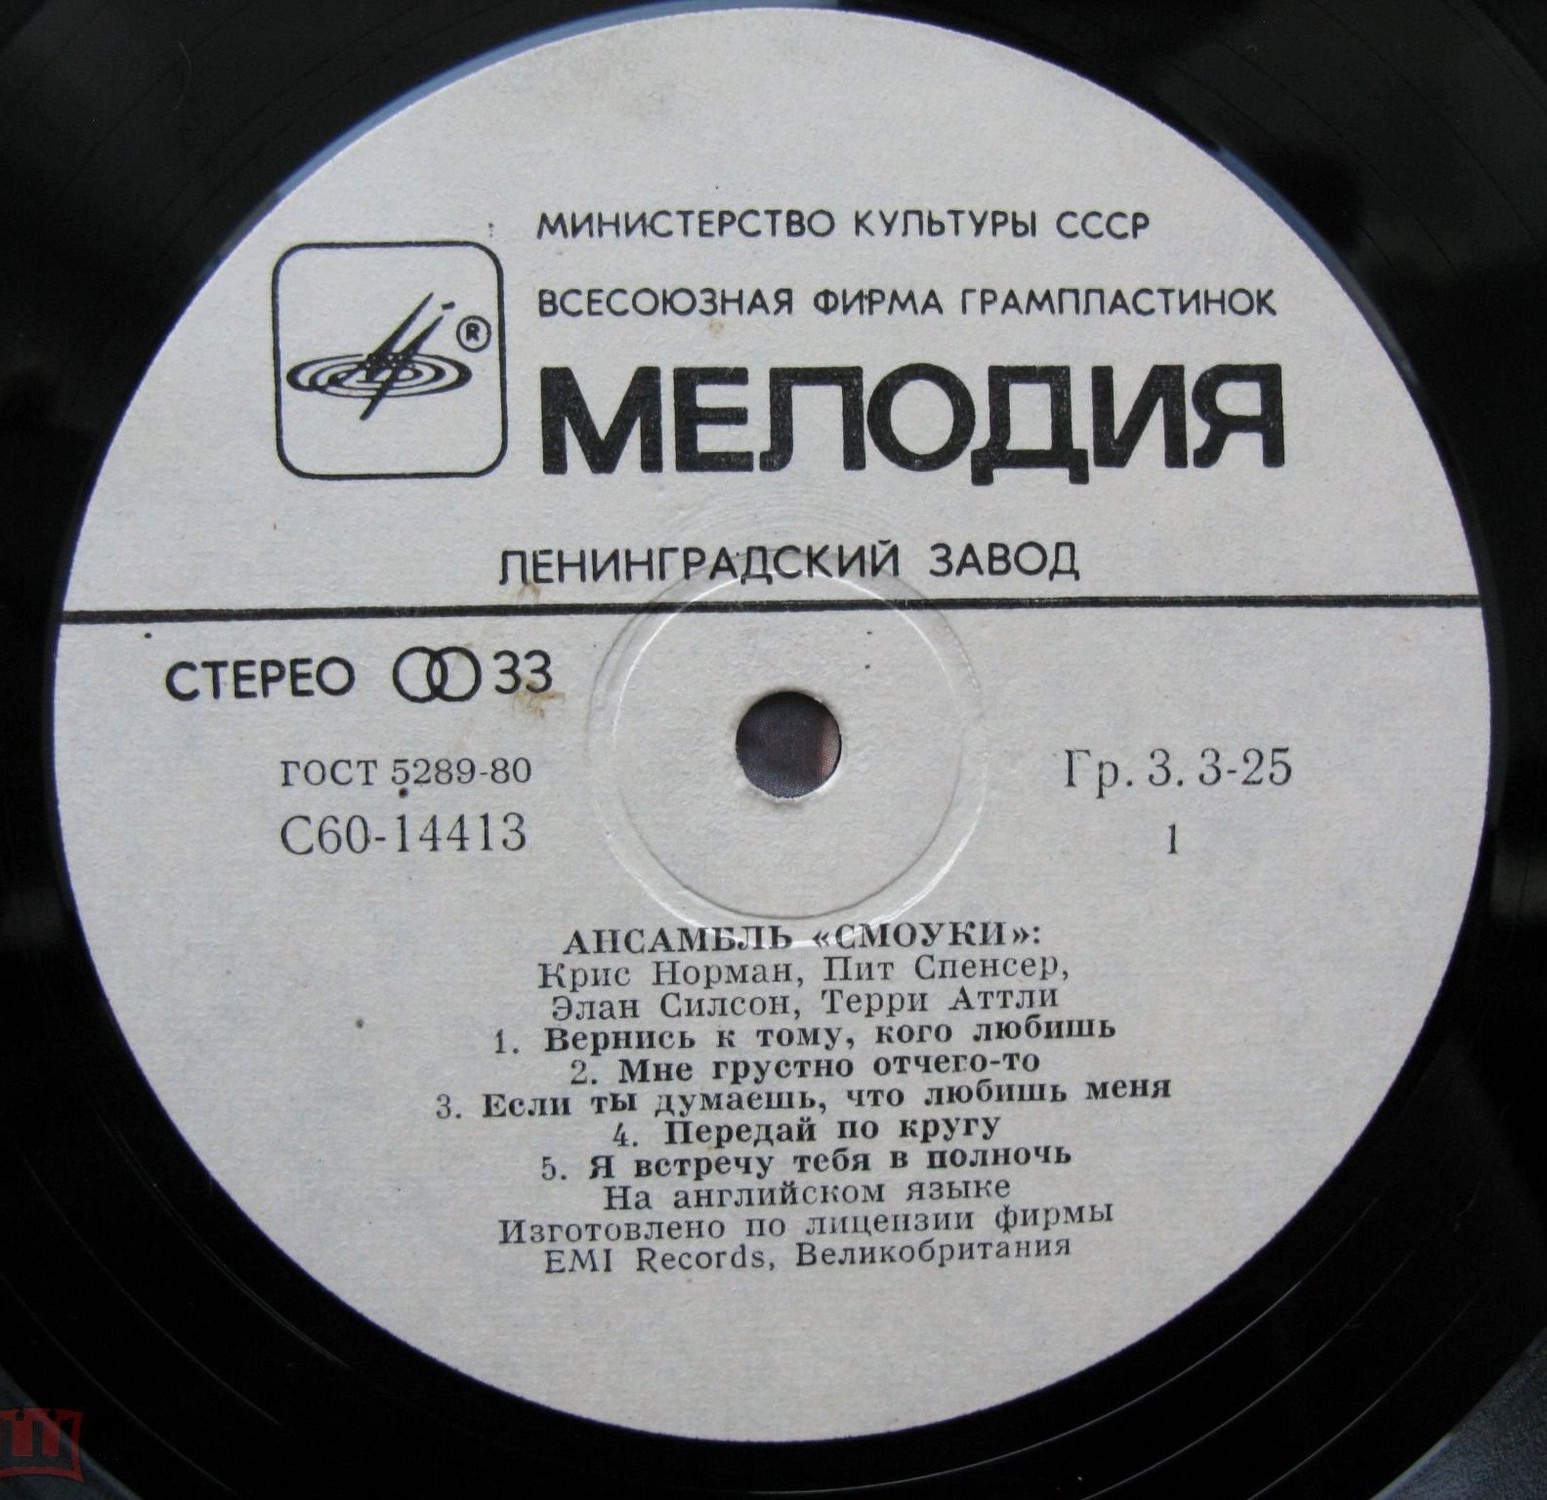 МИНИСТЕРСТВО КУЛЬТУРЫ СССР
ВСЕСОЮЗНАЯ ФИРМА ГРАМПЛАСТИНОК
®
МЕЛОДИЯ
ЛЕНИНГРАДСКИЙ ЗАВОД
СТЕРЕО 33
ГОСТ 5289-80
Гр. 3. 3-25
С60-14413
1
АНСАМБЛЬ «СМОУКИ»:
Крис Норман, Пит Спенсер,
Элан Силсон, Терри Аттли
1. Вернись к тому, кого любишь
2. Мне грустно отчего-то
3. Если ты думаешь, что любишь меня
4. Передай по кругу
5. Я встречу тебя в полночь
На английском языке
Изготовлено по лицензии фирмы
EMI Records, Великобритания